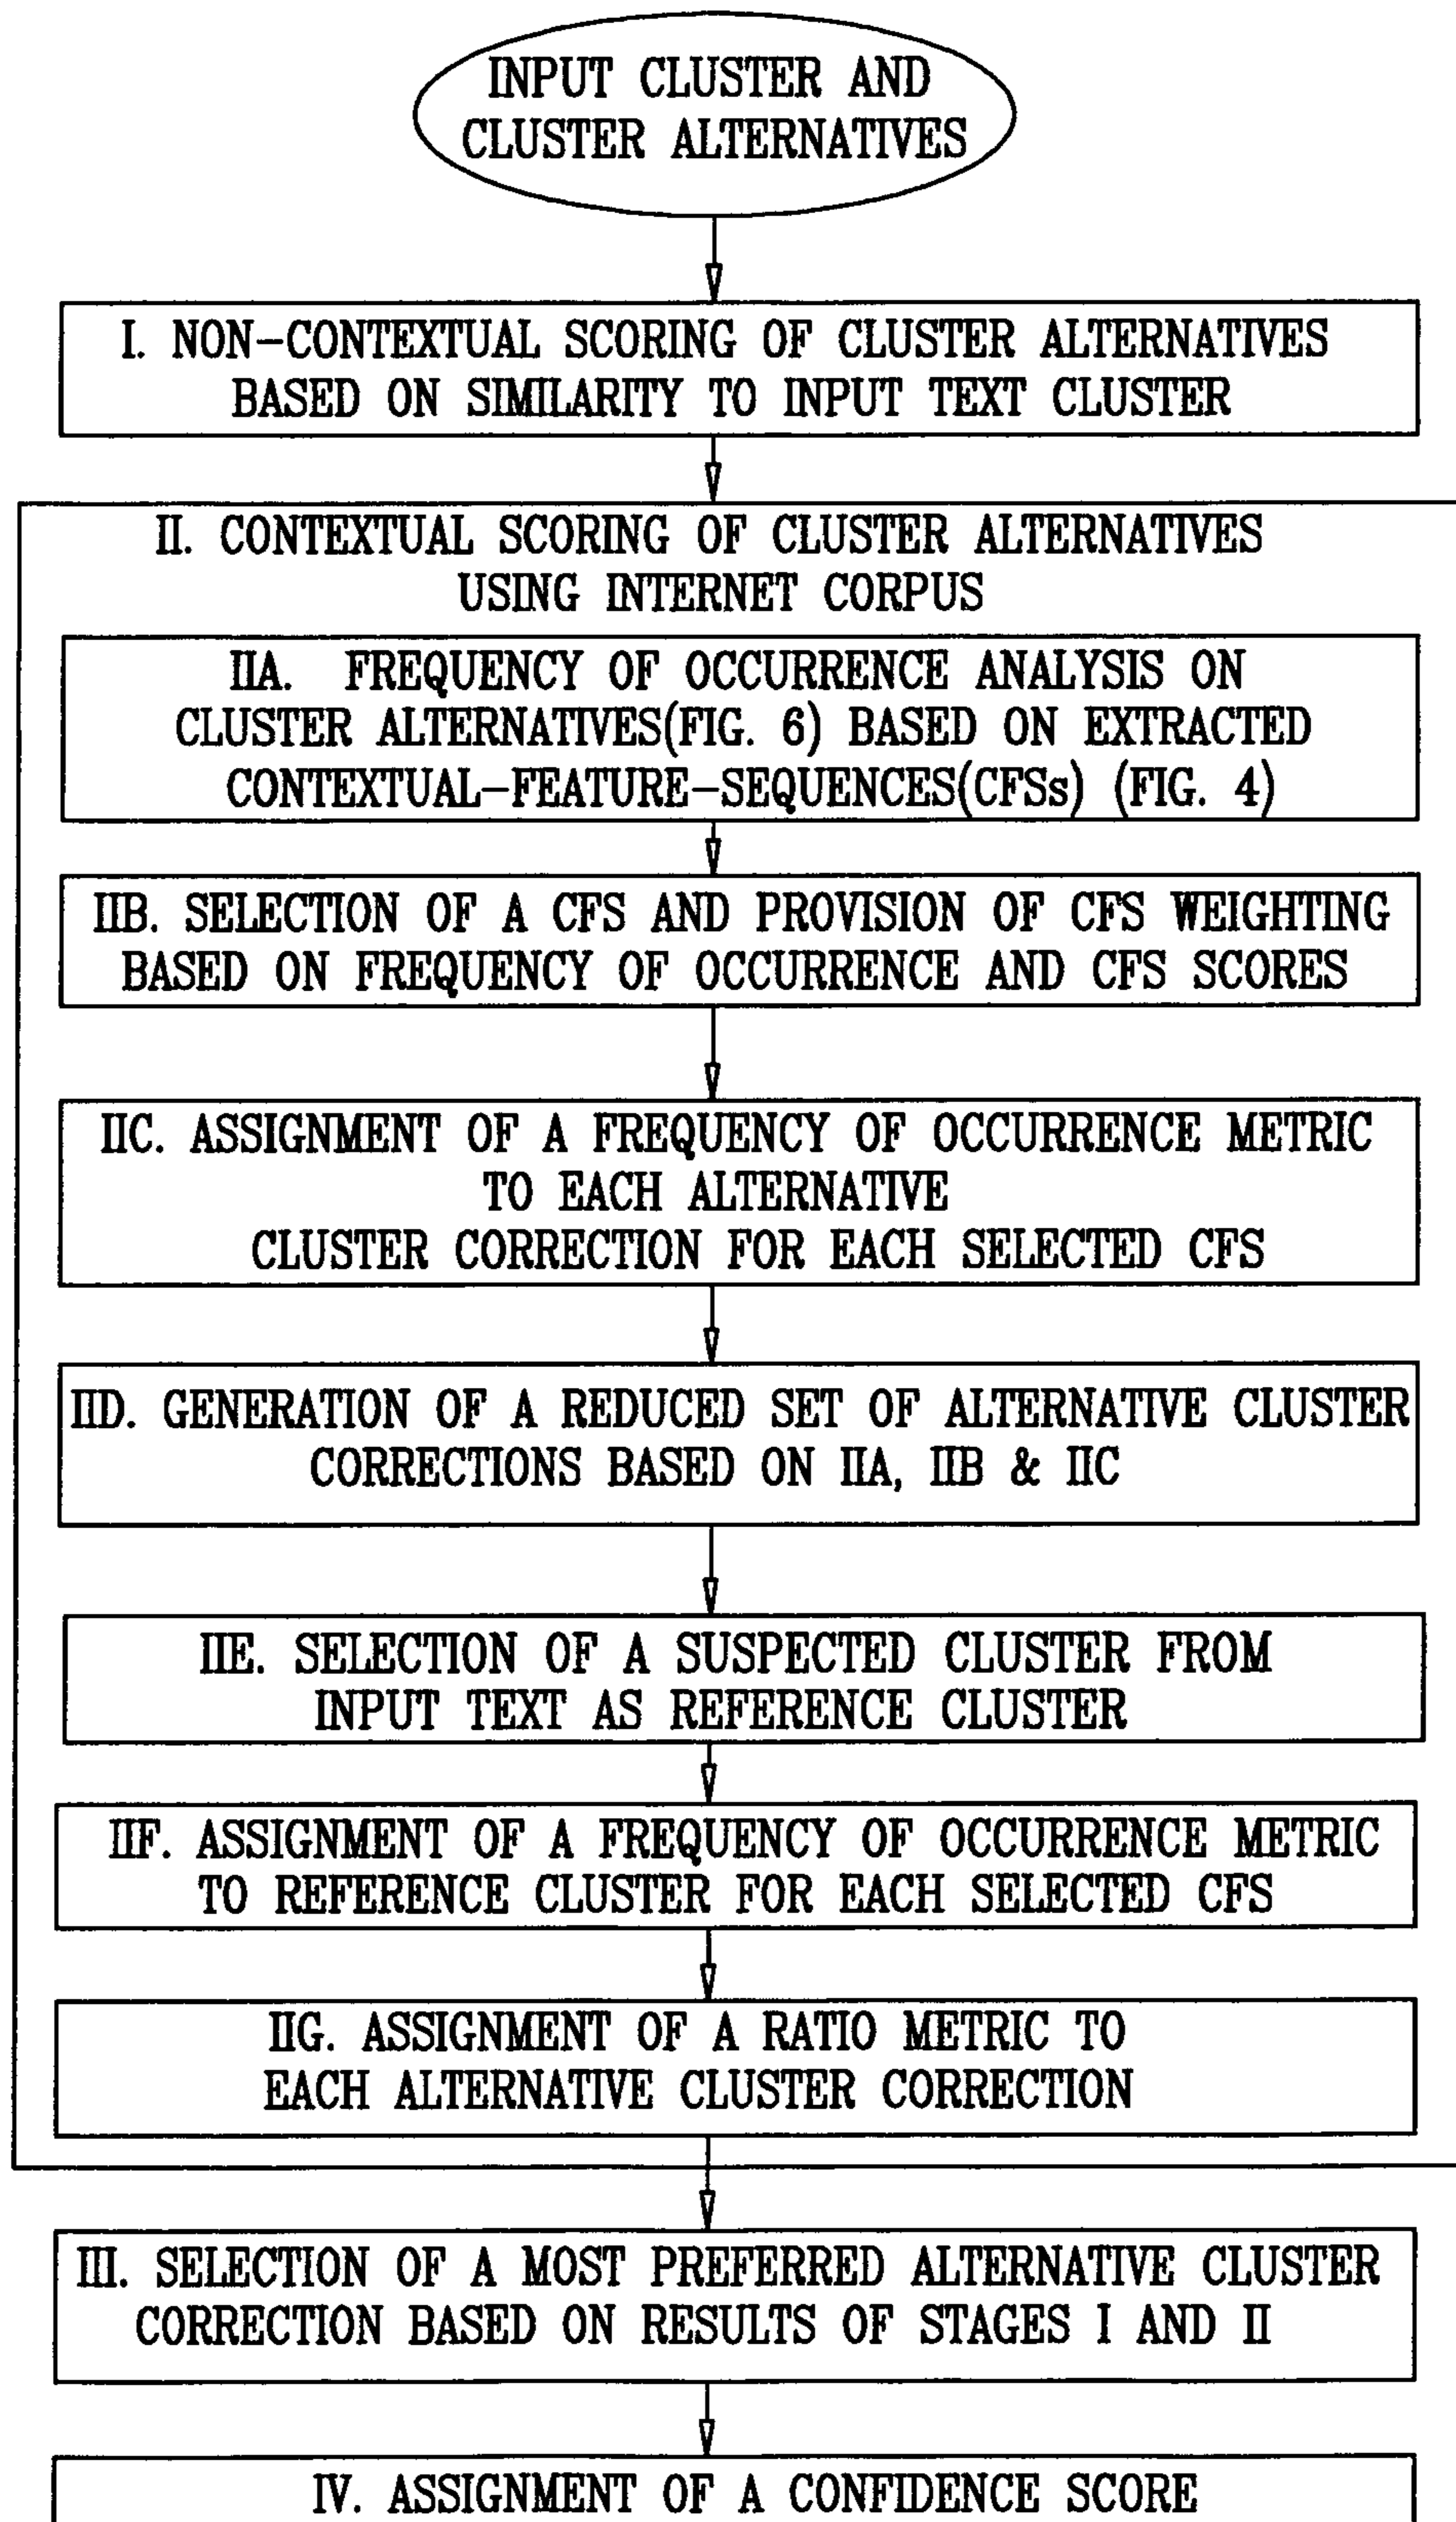 INPUT CLUSTER AND
CLUSTER ALTERNATIVES
I. NON-CONTEXTUAL SCORING OF CLUSTER ALTERNATIVES
BASED ON SIMILARITY TO INPUT TEXT CLUSTER
II. CONTEXTUAL SCORING OF CLUSTER ALTERNATIVES
USING INTERNET CORPUS
IIA. FREQUENCY OF OCCURRENCE ANALYSIS ON
CLUSTER ALTERNATIVES(FIG. 6) BASED ON EXTRACTED
CONTEXTUAL-FEATURE-SEQUENCES(CFSs) (FIG. 4)
IIB. SELECTION OF A CFS AND PROVISION OF CFS WEIGHTING
BASED ON FREQUENCY OF OCCURRENCE AND CFS SCORES
IIC. ASSIGNMENT OF A FREQUENCY OF OCCURRENCE METRIC
TO EACH ALTERNATIVE
CLUSTER CORRECTION FOR EACH SELECTED CFS
IID. GENERATION OF A REDUCED SET OF ALTERNATIVE CLUSTER
CORRECTIONS BASED ON IIA, IIB & IIC
IIE. SELECTION OF A SUSPECTED CLUSTER FROM
INPUT TEXT AS REFERENCE CLUSTER
IIF. ASSIGNMENT OF A FREQUENCY OF OCCURRENCE METRIC
TO REFERENCE CLUSTER FOR EACH SELECTED CFS
IIG. ASSIGNMENT OF A RATIO METRIC TO
EACH ALTERNATIVE CLUSTER CORRECTION
III. SELECTION OF A MOST PREFERRED ALTERNATIVE CLUSTER
CORRECTION BASED ON RESULTS OF STAGES I AND II
IV. ASSIGNMENT OF A CONFIDENCE SCORE